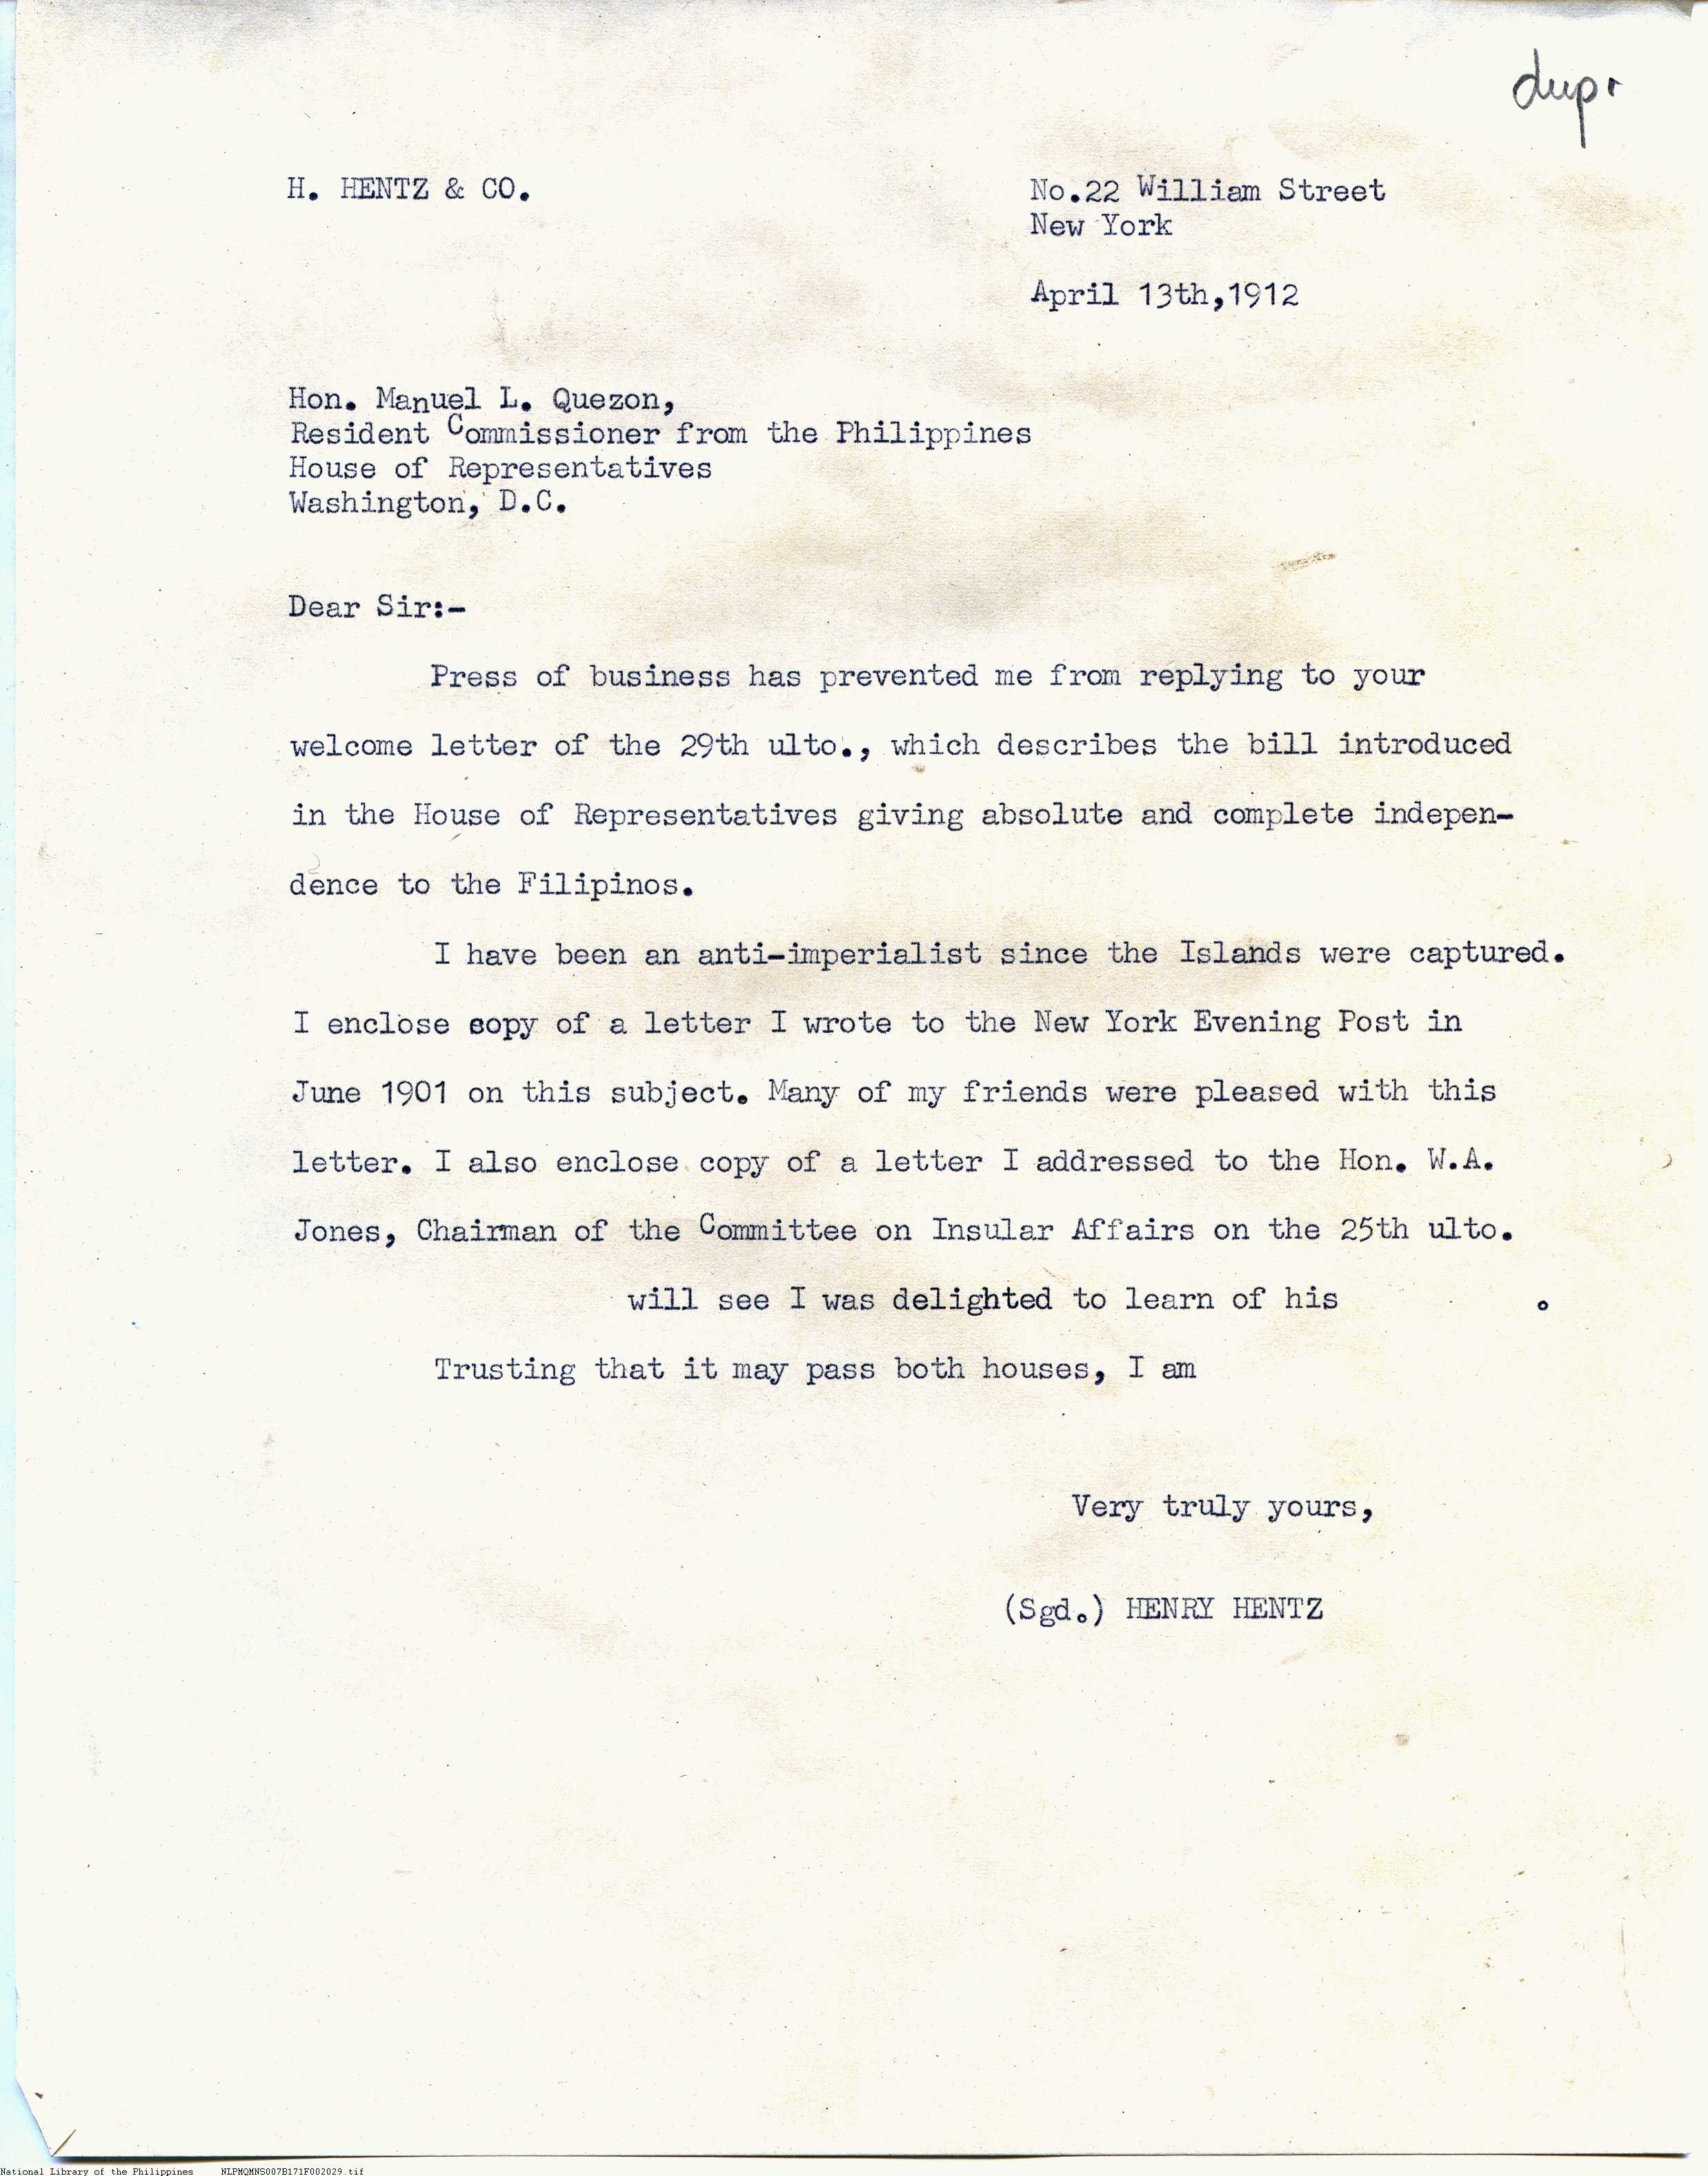 dup.
H. HENTZ & CO.
No.22 William Street
New York
April 13th,1912
Hon. Manuel L. Quezon,
Resident Commissioner from the Philippines
House of Representatives
Washington, D.C.
Dear Sir:-
Press of business has prevented me from replying to your
welcome letter of the 29th ulto., which describes the bill introduced
in the House of Representatives giving absolute and complete indepen-
dence to the Filipinos.
I have been an anti-imperialist since the Islands were captured.
I enclose copy of a letter I wrote to the New York Evening Post in
June 1901 on this subject. Many of my friends were pleased with this
letter. I also enclose copy of a letter I addressed to the Hon. W.A.
Jones, Chairman of the Committee on Insular Affairs on the 25th ulto.
will see I was delighted to learn of his .
Trusting that it may pass both houses, I am
Very truly yours,
(Sgd.) HENRY HENTZ
National Library of the Philippines NLPMQMNS007B171F002029.tif